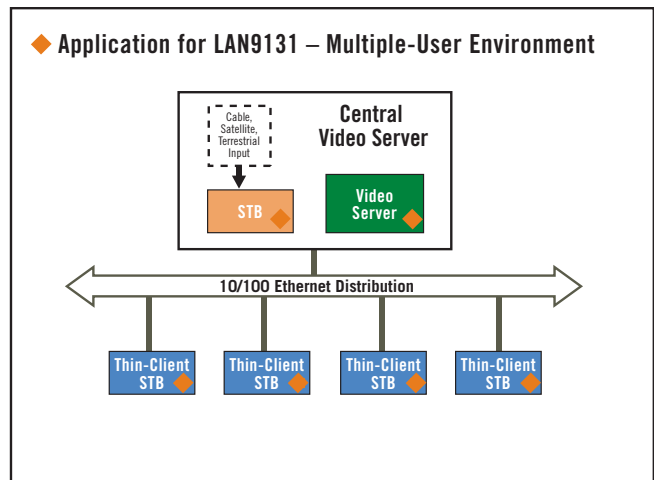 Application for LAN9131 – Multiple-User Environment
Cable,
Satellite,
Terrestrial
Input
Central
Video Server
STB
Video
Server
10/100 Ethernet Distribution
Thin-Client
STB
Thin-Client
STB
Thin-Client
STB
Thin-Client
STB